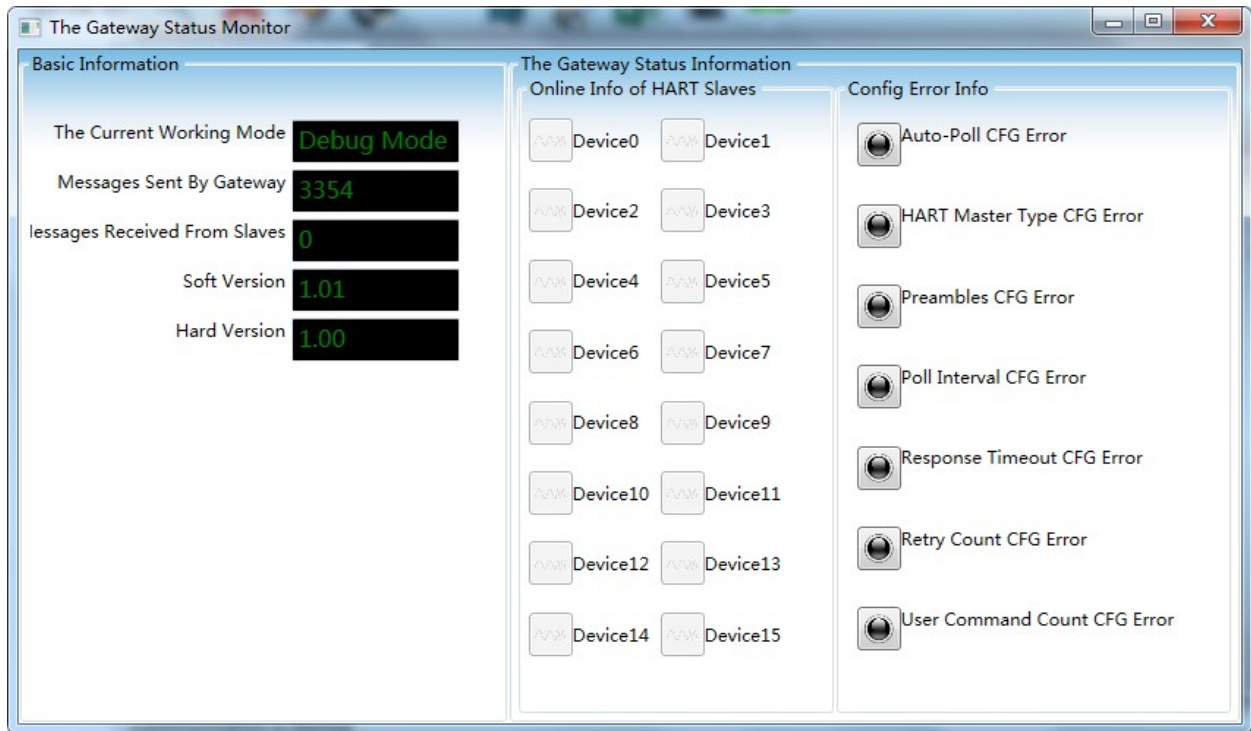 The Gateway Status Monitor
Basic Information
The Current Working Mode Debug Mode
Messages Sent By Gateway 3354
essages Received From Slaves 0
Soft Version 1.01
Hard Version 1.00
The Gateway Status Information
Online Info of HART Slaves
Device0 Device1
Device2 Device3
Device4 Device5
Device6 Device7
Device8 Device9
Device10 Device11
Device12 Device13
Device14 Device15
Config Error Info
Auto-Poll CFG Error
HART Master Type CFG Error
Preambles CFG Error
Poll Interval CFG Error
Response Timeout CFG Error
Retry Count CFG Error
User Command Count CFG Error